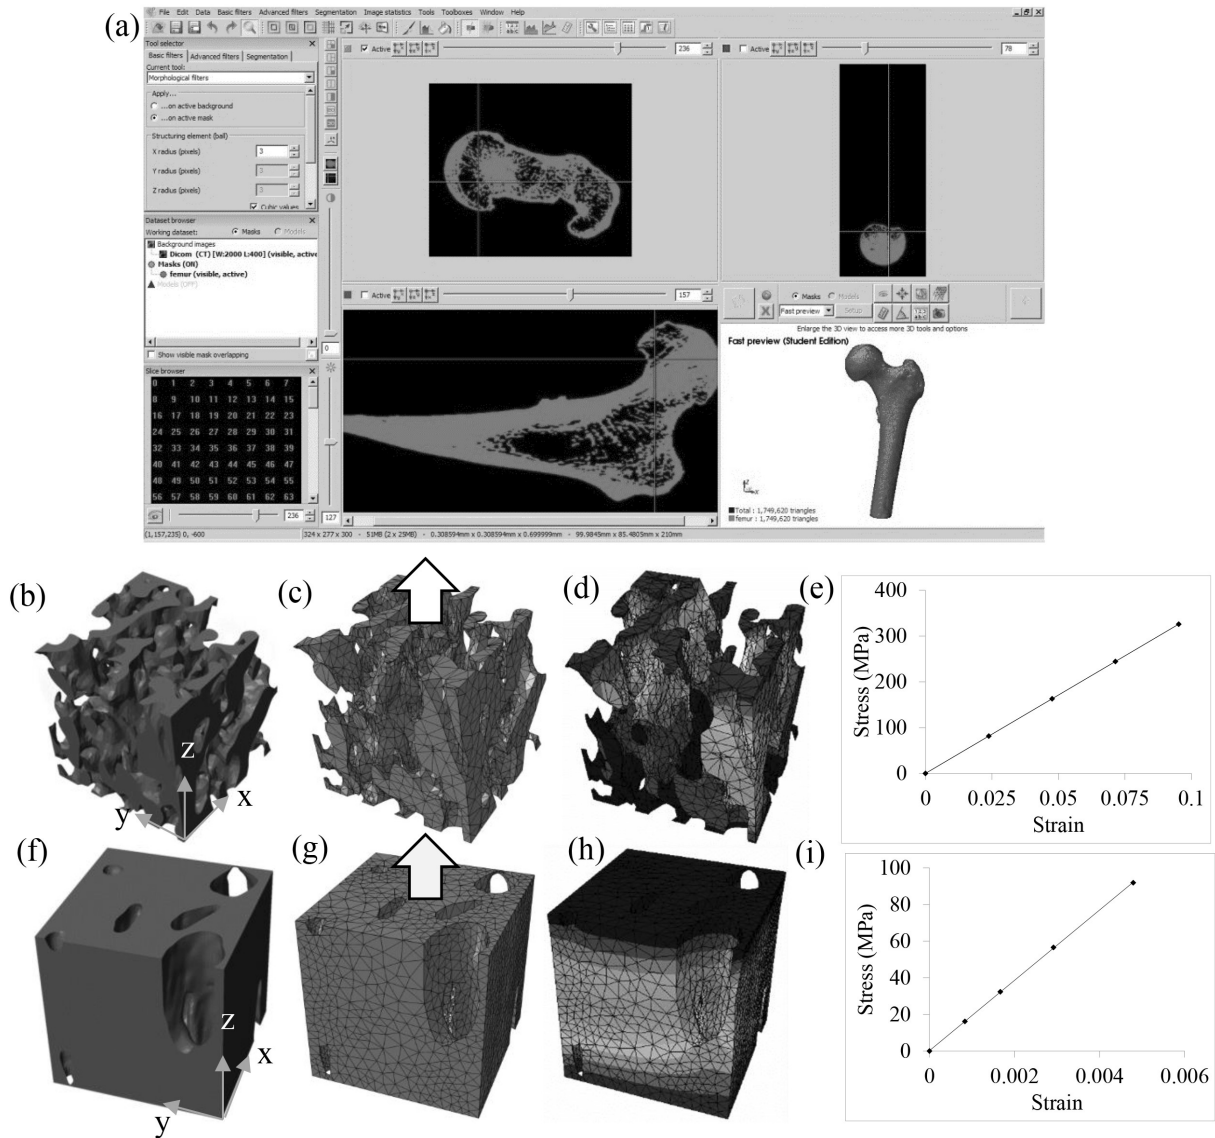 (a)
File Edit Data Basic filters Advanced filters Segmentation Image statistics Tools Toolboxes Window Help
Tool selector
Basic filters Advanced filters Segmentation
Current tool:
Morphological filters
Apply...
...on active background
...on active mask
Structuring element (ball)
X radius (pixels) 3
Y radius (pixels) 3
Z radius (pixels) 3
Cubic values
Dataset browser
Working dataset: Masks Models
Background images
Dicom (CT) [W:2000 L:400] (visible, active
Masks (ON)
femur (visible, active)
Models (OFF)
Show visible mask overlapping
Slice browser
0 1 2 3 4 5 6 7
8 9 10 11 12 13 14 15
16 17 18 19 20 21 22 23
24 25 26 27 28 29 30 31
32 33 34 35 36 37 38 39
40 41 42 43 44 45 46 47
48 49 50 51 52 53 54 55
56 57 58 59 60 61 62 63
236
0
127
Active 236
Active 78
Active 157
Masks Models
Fast preview Setup
Enlarge the 3D view to access more 3D tools and options
Fast preview (Student Edition)
Total : 1,749,620 triangles
femur : 1,749,620 triangles
(1,157,235) 0, -600
324 x 277 x 300 - 51MB (2 x 25MB) - 0.308594mm x 0.308594mm x 0.699999mm - 99.9845mm x 85.4805mm x 210mm
(b)
z
y
x
(c)
(d)
(e)
Stress (MPa)
400
300
200
100
0
0 0.025 0.05 0.075 0.1
Strain
(f)
z
x
y
(g)
(h)
(i)
Stress (MPa)
100
80
60
40
20
0
0 0.002 0.004 0.006
Strain